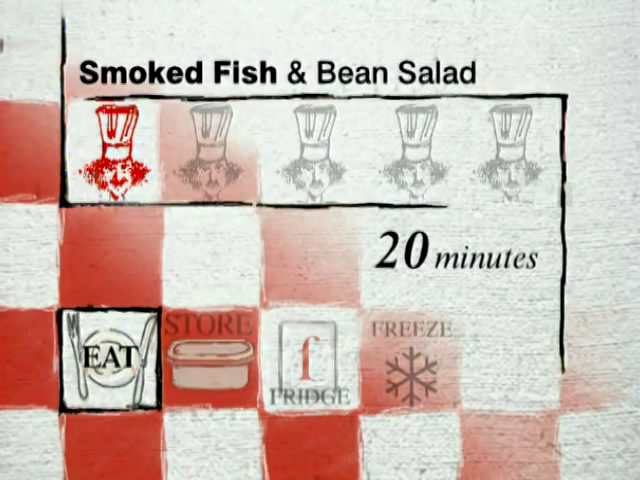 Smoked Fish & Bean Salad
20 minutes
EAT
STORE
f
FRIDGE
FREEZE